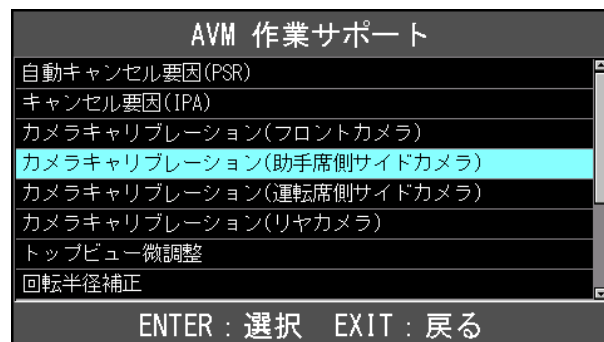 AVM 作業サポート
自動キャンセル要因(PSR)
キャンセル要因(IPA)
カメラキャリブレーション(フロントカメラ)
カメラキャリブレーション(助手席側サイドカメラ)
カメラキャリブレーション(運転席側サイドカメラ)
カメラキャリブレーション(リヤカメラ)
トップビュー微調整
回転半径補正
ENTER：選択　EXIT：戻る